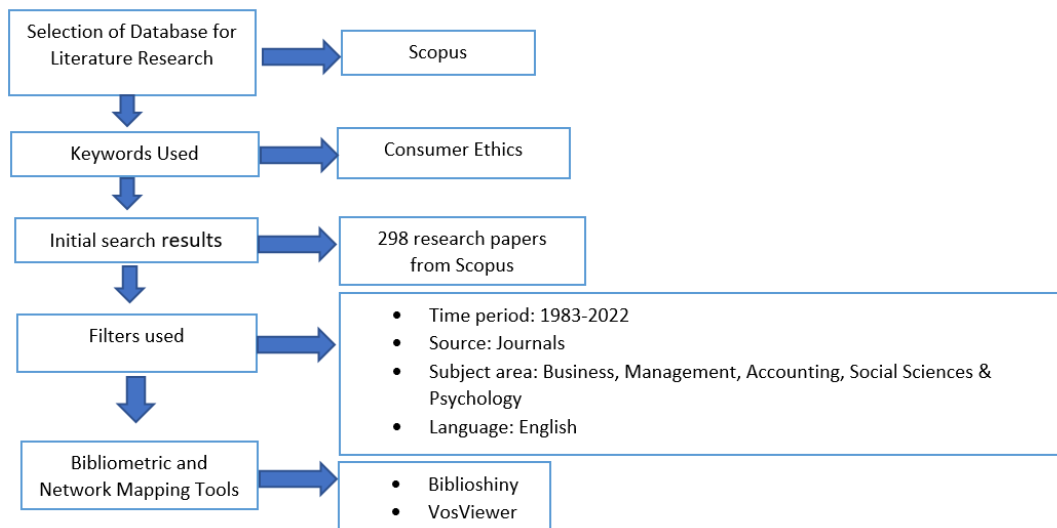 Selection of Database for
Literature Research
Scopus
Keywords Used
Consumer Ethics
Initial search results
298 research papers
from Scopus
Filters used
• Time period: 1983-2022
• Source: Journals
• Subject area: Business, Management, Accounting, Social Sciences &
Psychology
• Language: English
Bibliometric and
Network Mapping Tools
• Biblioshiny
• VosViewer